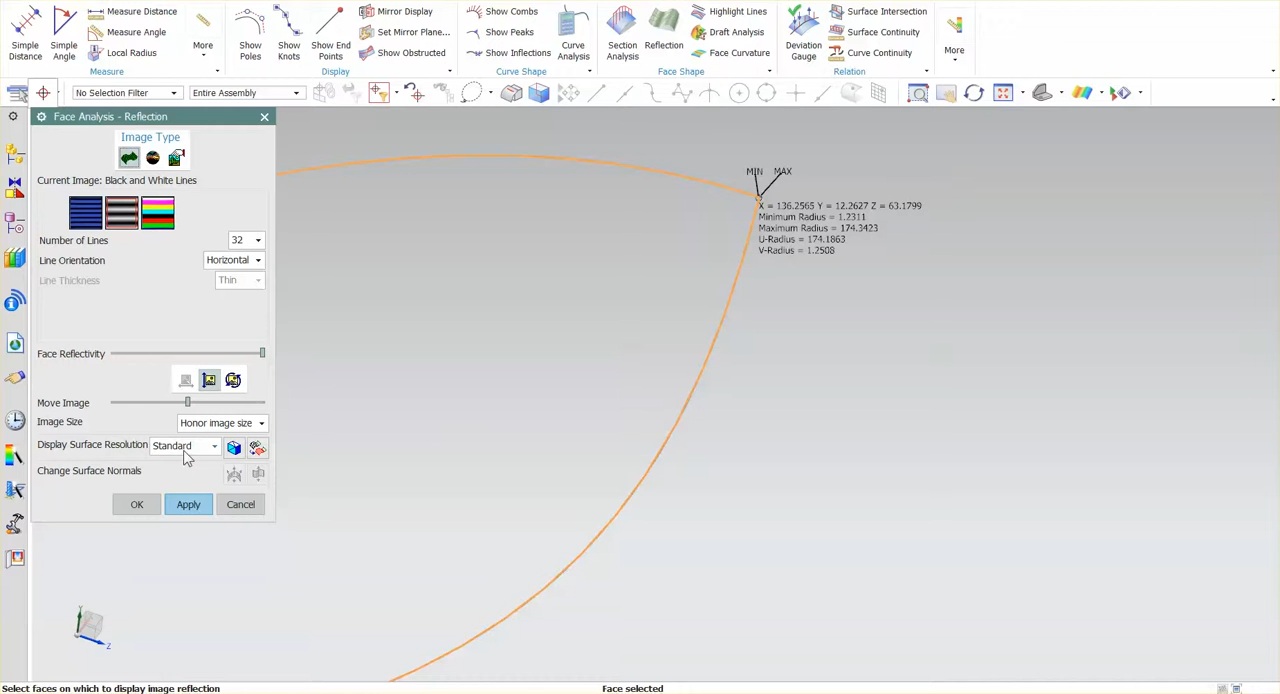 Simple Distance
Simple Angle
Measure Distance
Measure Angle
Local Radius
More
Measure
Show Poles
Show Knots
Show End Points
Mirror Display
Set Mirror Plane...
Show Obstructed
Display
Show Combs
Show Peaks
Show Inflections
Curve Analysis
Curve Shape
Section Analysis
Reflection
Highlight Lines
Draft Analysis
Face Curvature
Face Shape
Deviation Gauge
Surface Intersection
Surface Continuity
Curve Continuity
Relation
More
No Selection Filter
Entire Assembly
Face Analysis - Reflection
Image Type
Current Image: Black and White Lines
Number of Lines 32
Line Orientation Horizontal
Line Thickness Thin
Face Reflectivity
Move Image
Image Size Honor image size
Display Surface Resolution Standard
Change Surface Normals
OK Apply Cancel
MIN MAX
X = 136.2565 Y = 12.2627 Z = 63.1799
Minimum Radius = 1.2311
Maximum Radius = 174.3423
U-Radius = 174.1863
V-Radius = 1.2508
Y
Z
Select faces on which to display image reflection
Face selected